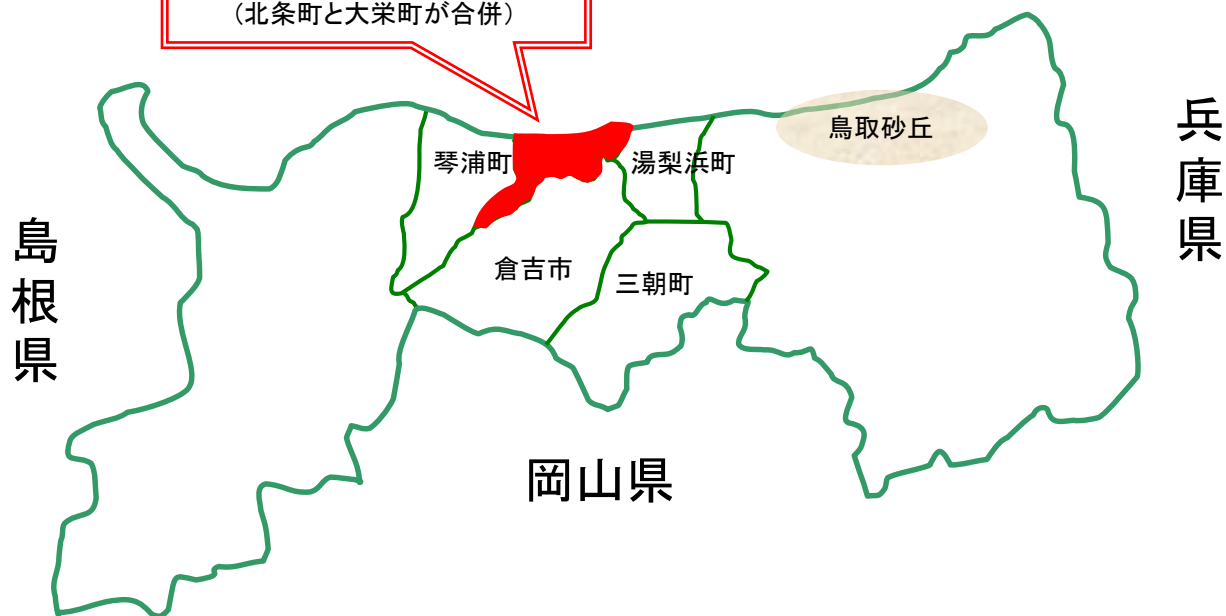 （北条町と大栄町が合併）
鳥取砂丘
琴浦町
湯梨浜町
倉吉市
三朝町
島根県
兵庫県
岡山県